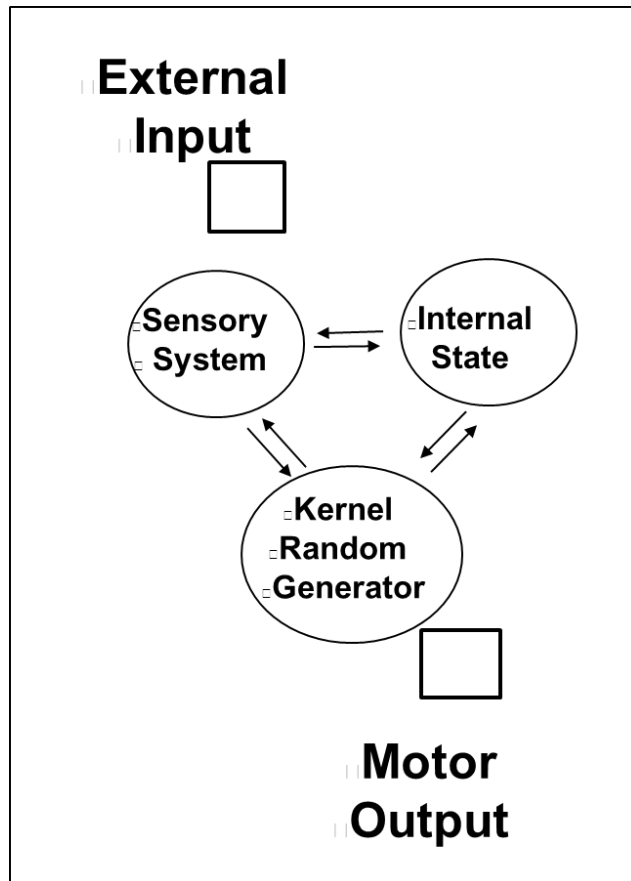 External
Input
Sensory
System
Internal
State
Kernel
Random
Generator
Motor
Output